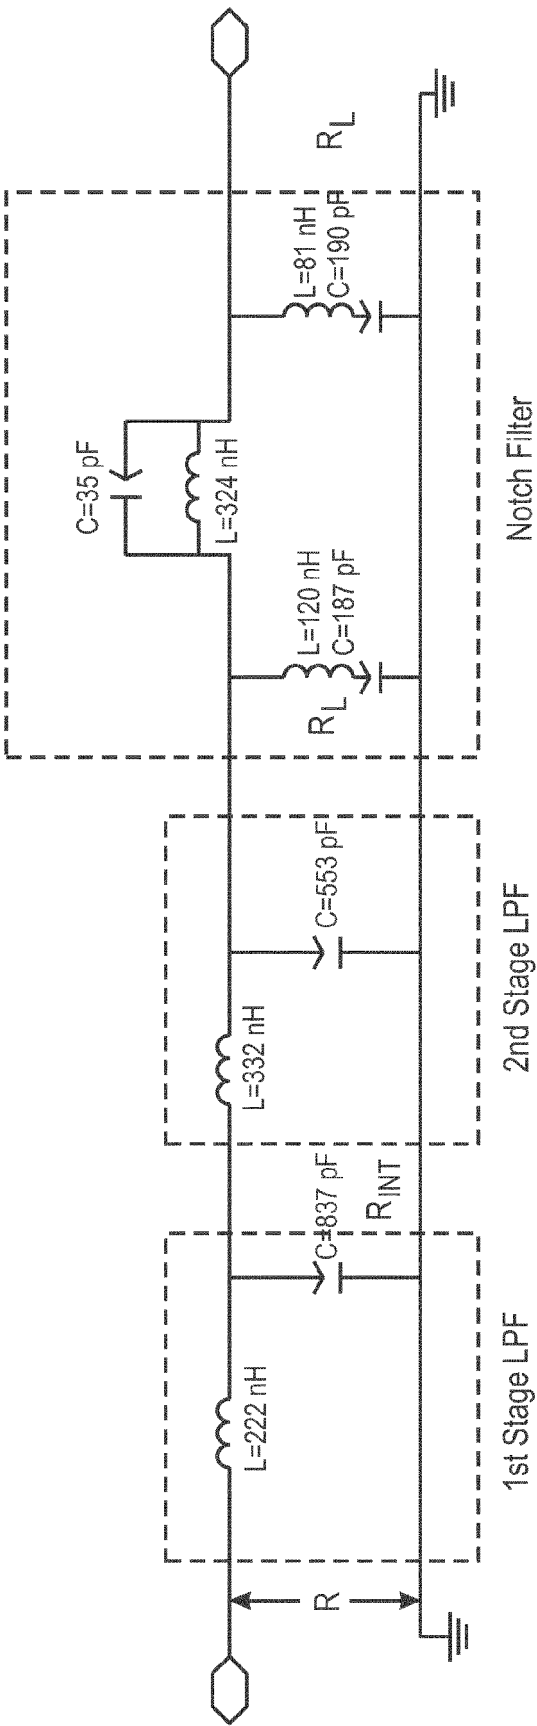 R
L=222 nH
C=837 pF
R_INT
1st Stage LPF
L=332 nH
C=553 pF
2nd Stage LPF
R_L
L=120 nH
C=187 pF
C=35 pF
L=324 nH
L=81 nH
C=190 pF
Notch Filter
R_L